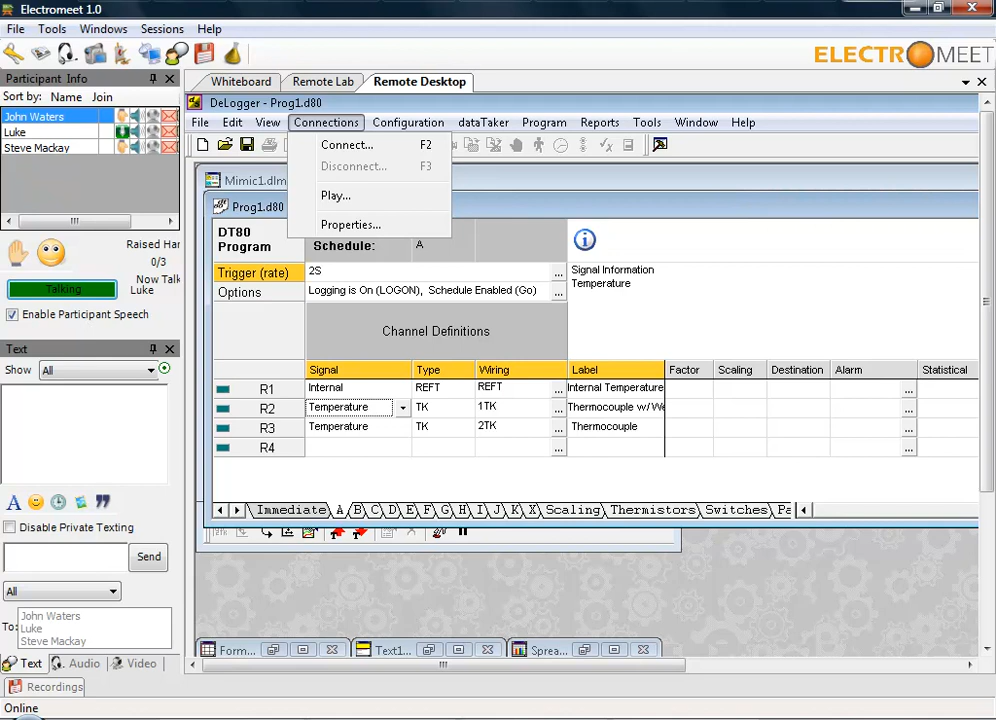 Electromeet 1.0
File Tools Windows Sessions Help
ELECTROMEET
Participant Info
Sort by: Name Join
John Waters
Luke
Steve Mackay
Raised Har
0/3
Talking
Now Talk
Luke
Enable Participant Speech
Text
Show All
Disable Private Texting
Send
All
To:
John Waters
Luke
Steve Mackay
Text Audio Video
Recordings
Online
Whiteboard Remote Lab Remote Desktop
DeLogger - Prog1.d80
File Edit View Connections Configuration dataTaker Program Reports Tools Window Help
Connect... F2
Disconnect... F3
Play...
Properties...
Mimic1.dlm
Prog1.d80
DT80
Program
Schedule: A
Trigger (rate) 2S ...
Options Logging is On (LOGON), Schedule Enabled (Go) ...
Signal Information
Temperature
Channel Definitions
Signal Type Wiring Label Factor Scaling Destination Alarm Statistical
R1 Internal REFT REFT ... Internal Temperature ...
R2 Temperature TK 1TK ... Thermocouple w/ We ...
R3 Temperature TK 2TK ... Thermocouple ...
R4 ... ...
Immediate A B C D E F G H I J K X Scaling Thermistors Switches Pa
Form... Text1... Sprea...